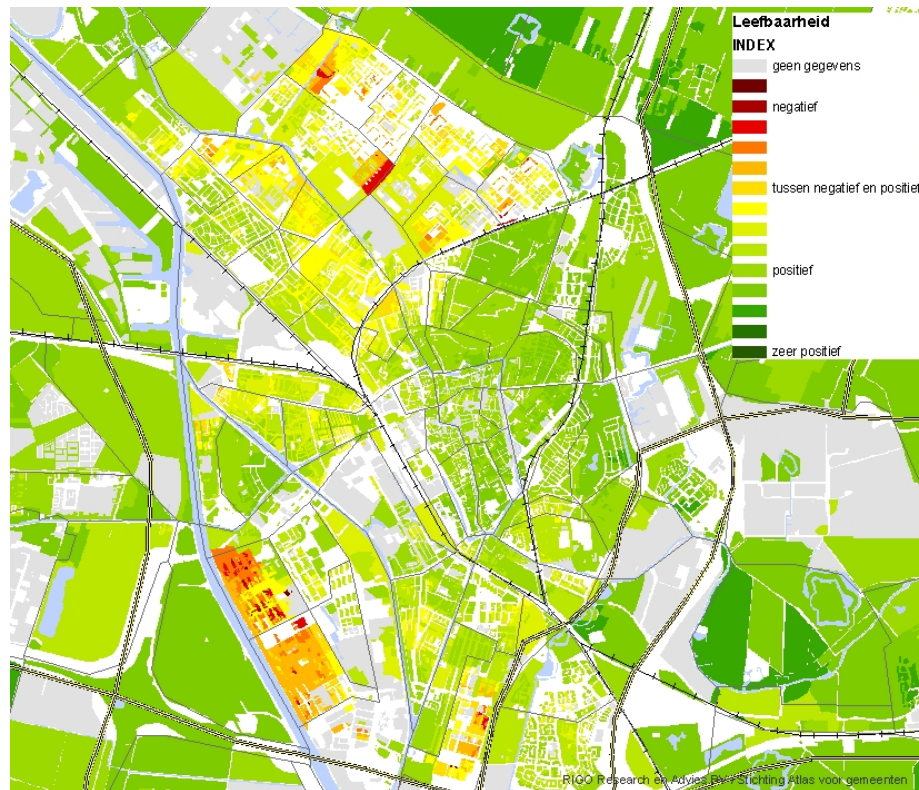 Leefbaarheid
INDEX
geen gegevens
negatief
tussen negatief en positief
positief
zeer positief
RIGO Research en Advies BV / Stichting Atlas voor gemeenten